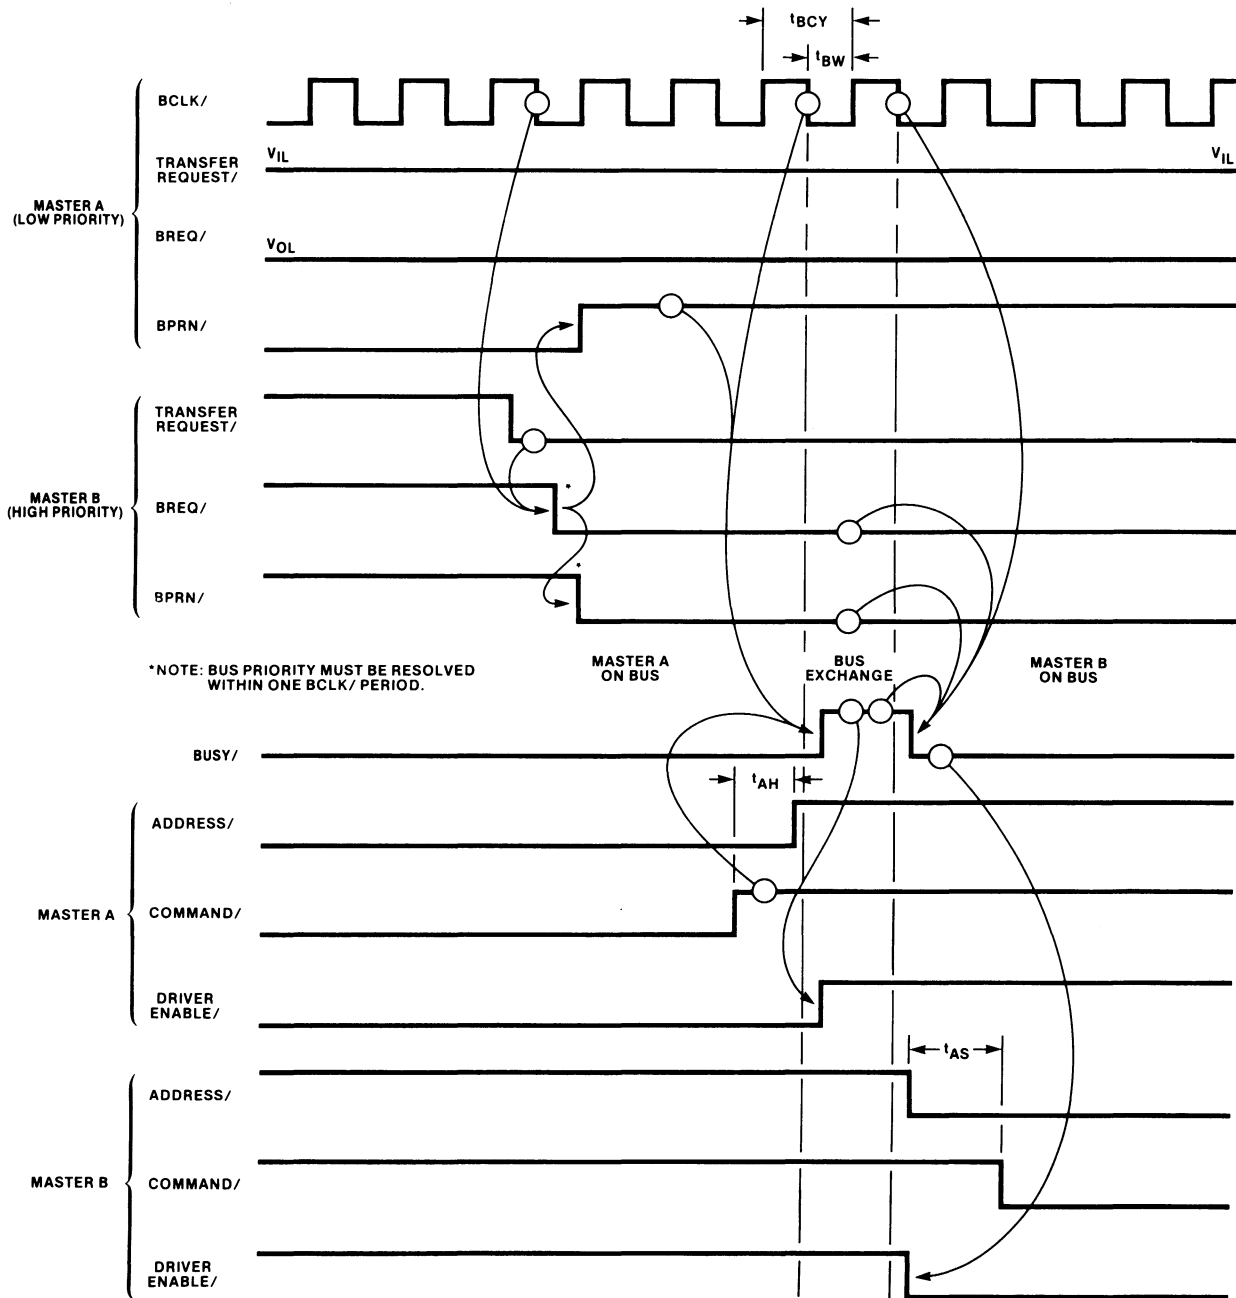 tBCY
tBW
BCLK/
VIL
VIL
TRANSFER
REQUEST/
MASTER A
(LOW PRIORITY)
BREQ/
VOL
BPRN/
TRANSFER
REQUEST/
MASTER B
(HIGH PRIORITY)
BREQ/
*
*
BPRN/
*NOTE: BUS PRIORITY MUST BE RESOLVED
WITHIN ONE BCLK/ PERIOD.
MASTER A
ON BUS
BUS
EXCHANGE
MASTER B
ON BUS
BUSY/
tAH
ADDRESS/
MASTER A
COMMAND/
DRIVER
ENABLE/
tAS
ADDRESS/
MASTER B
COMMAND/
DRIVER
ENABLE/